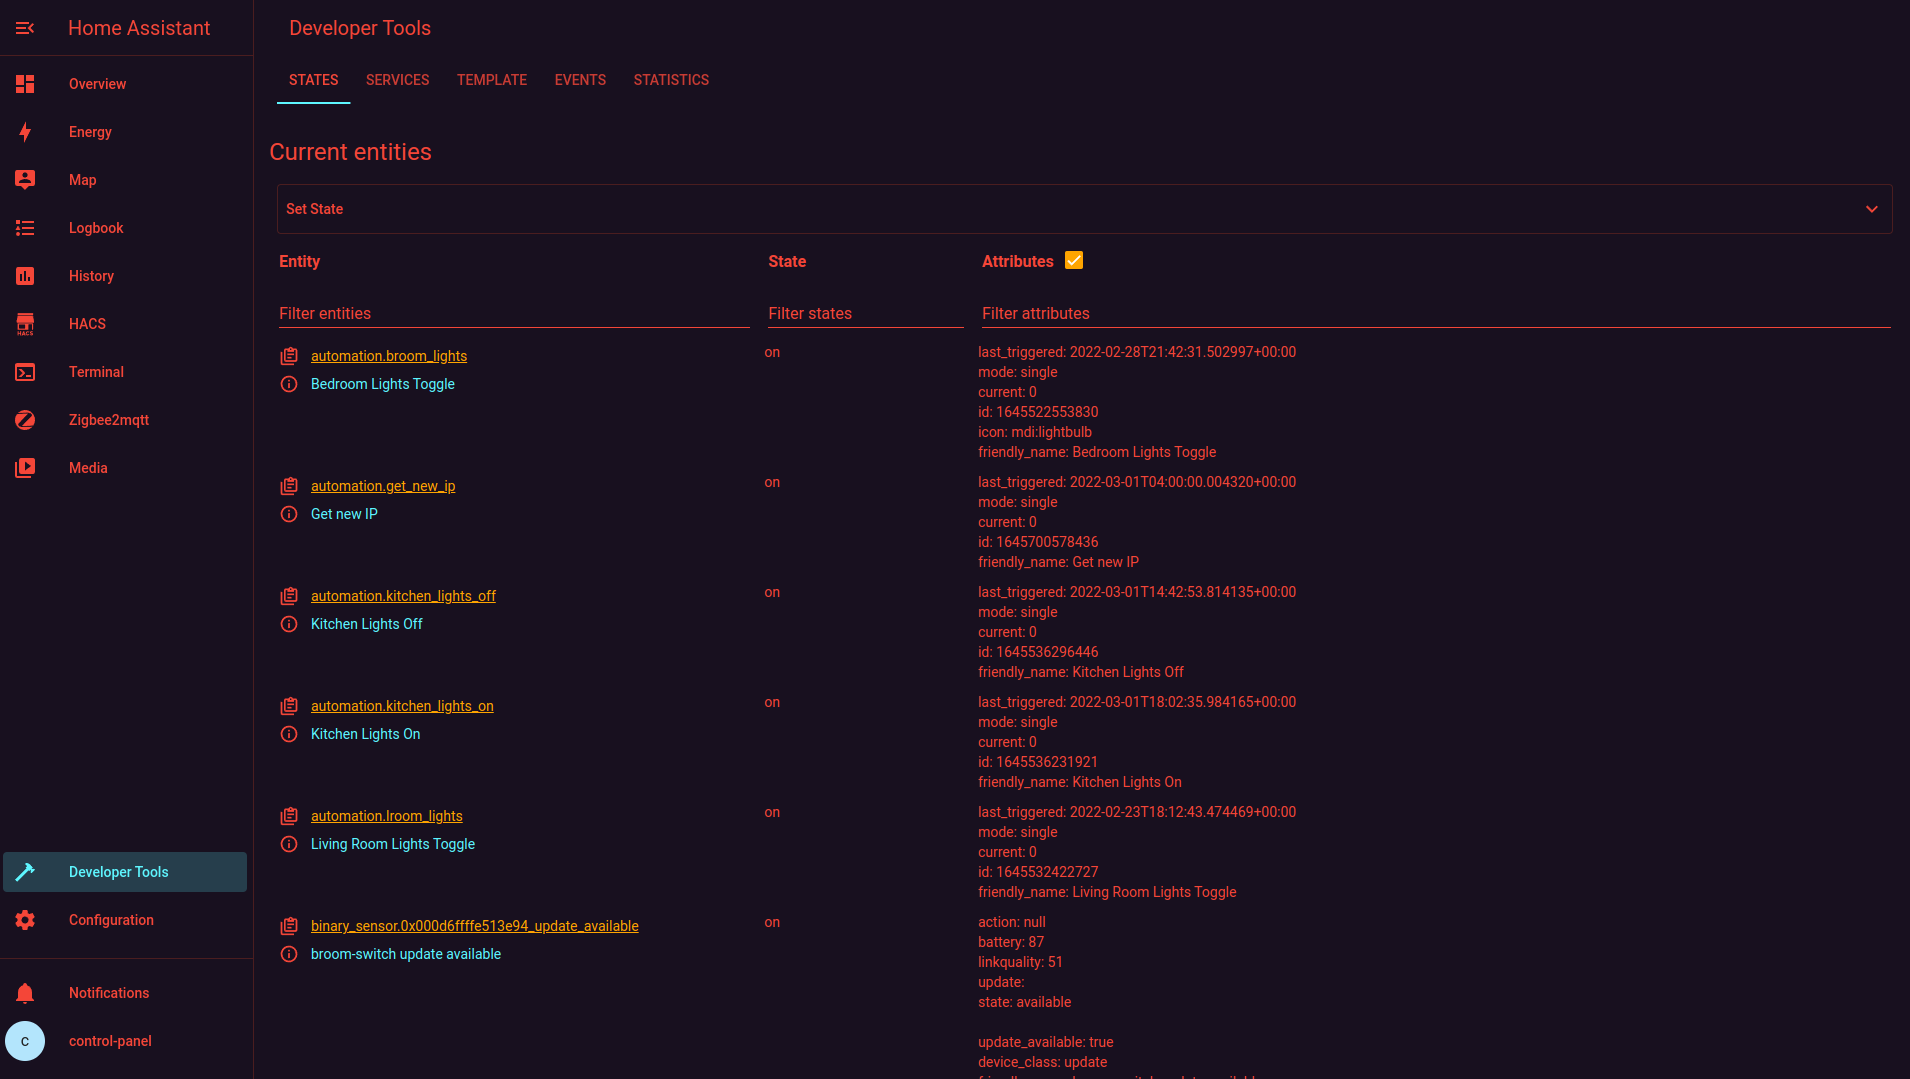 Home Assistant
Overview
Energy
Map
Logbook
History
HACS
HACS
Terminal
Zigbee2mqtt
Media
Developer Tools
Configuration
Notifications
C
control-panel
Developer Tools
STATES SERVICES TEMPLATE EVENTS STATISTICS
Current entities
Set State
Entity State Attributes
Filter entities Filter states Filter attributes
automation.broom_lights
Bedroom Lights Toggle
on
last_triggered: 2022-02-28T21:42:31.502997+00:00
mode: single
current: 0
id: 1645522553830
icon: mdi:lightbulb
friendly_name: Bedroom Lights Toggle
automation.get_new_ip
Get new IP
on
last_triggered: 2022-03-01T04:00:00.004320+00:00
mode: single
current: 0
id: 1645700578436
friendly_name: Get new IP
automation.kitchen_lights_off
Kitchen Lights Off
on
last_triggered: 2022-03-01T14:42:53.814135+00:00
mode: single
current: 0
id: 1645536296446
friendly_name: Kitchen Lights Off
automation.kitchen_lights_on
Kitchen Lights On
on
last_triggered: 2022-03-01T18:02:35.984165+00:00
mode: single
current: 0
id: 1645536231921
friendly_name: Kitchen Lights On
automation.lroom_lights
Living Room Lights Toggle
on
last_triggered: 2022-02-23T18:12:43.474469+00:00
mode: single
current: 0
id: 1645532422727
friendly_name: Living Room Lights Toggle
binary_sensor.0x000d6ffffe513e94_update_available
broom-switch update available
on
action: null
battery: 87
linkquality: 51
update:
state: available
update_available: true
device_class: update